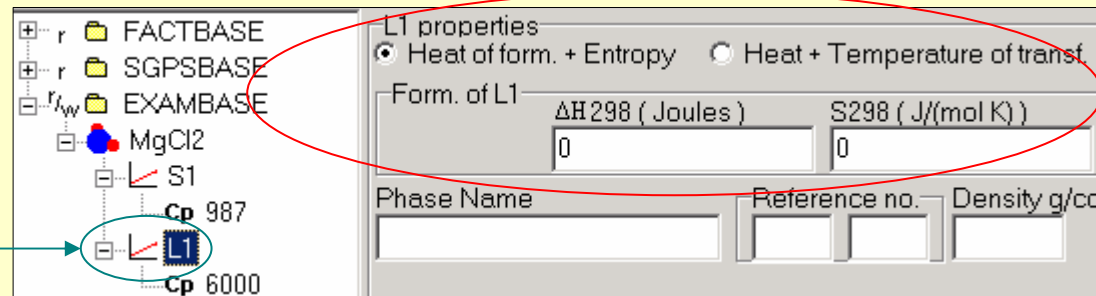 r FACTBASE
r SGPSBASE
r/w EXAMBASE
MgCl2
S1
Cp 987
L1
Cp 6000
L1 properties
Heat of form. + Entropy Heat + Temperature of transf.
Form. of L1
ΔH298 ( Joules ) S298 ( J/(mol K) )
0 0
Phase Name Reference no. Density g/cc